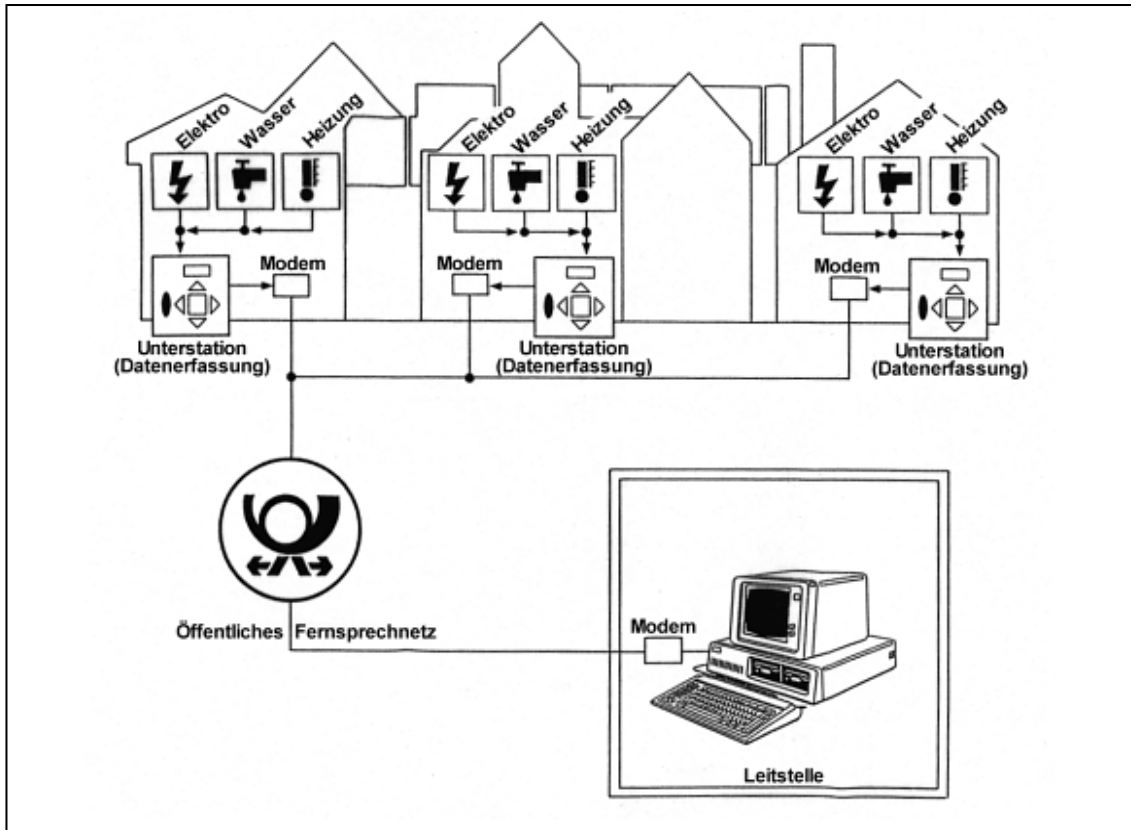 Elektro
Wasser
Heizung
Elektro
Wasser
Heizung
Elektro
Wasser
Heizung
Modem
Modem
Modem
Unterstation
(Datenerfassung)
Unterstation
(Datenerfassung)
Unterstation
(Datenerfassung)
Öffentliches Fernsprechnetz
Modem
Leitstelle